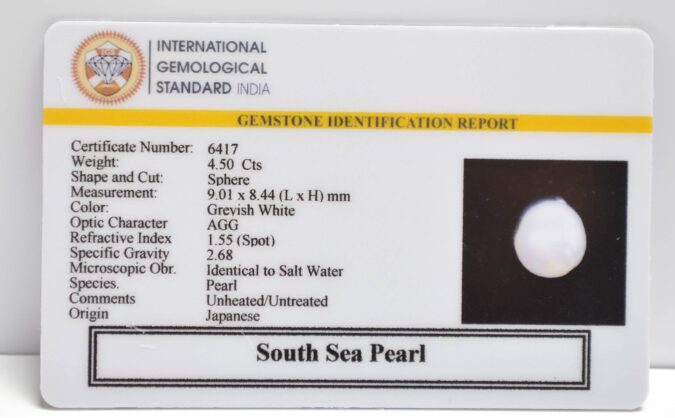 INTERNATIONAL
GEMOLOGICAL
STANDARD INDIA
GEMSTONE IDENTIFICATION REPORT
Certificate Number: 6417
Weight: 4.50 Cts
Shape and Cut: Sphere
Measurement: 9.01 x 8.44 (L x H) mm
Color: Greyish White
Optic Character AGG
Refractive Index 1.55 (Spot)
Specific Gravity 2.68
Microscopic Obr. Identical to Salt Water
Species. Pearl
Comments Unheated/Untreated
Origin Japanese
South Sea Pearl